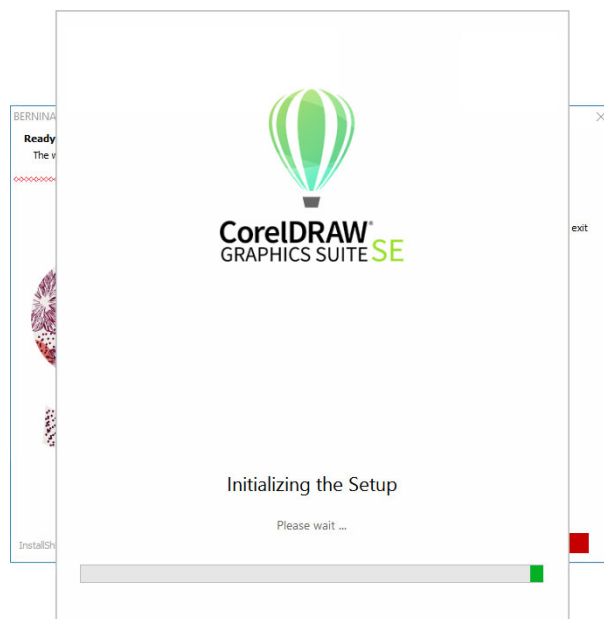 BERNINA
Ready
The w
exit
CorelDRAW®
GRAPHICS SUITE SE
Initializing the Setup
Please wait ...
InstallSh